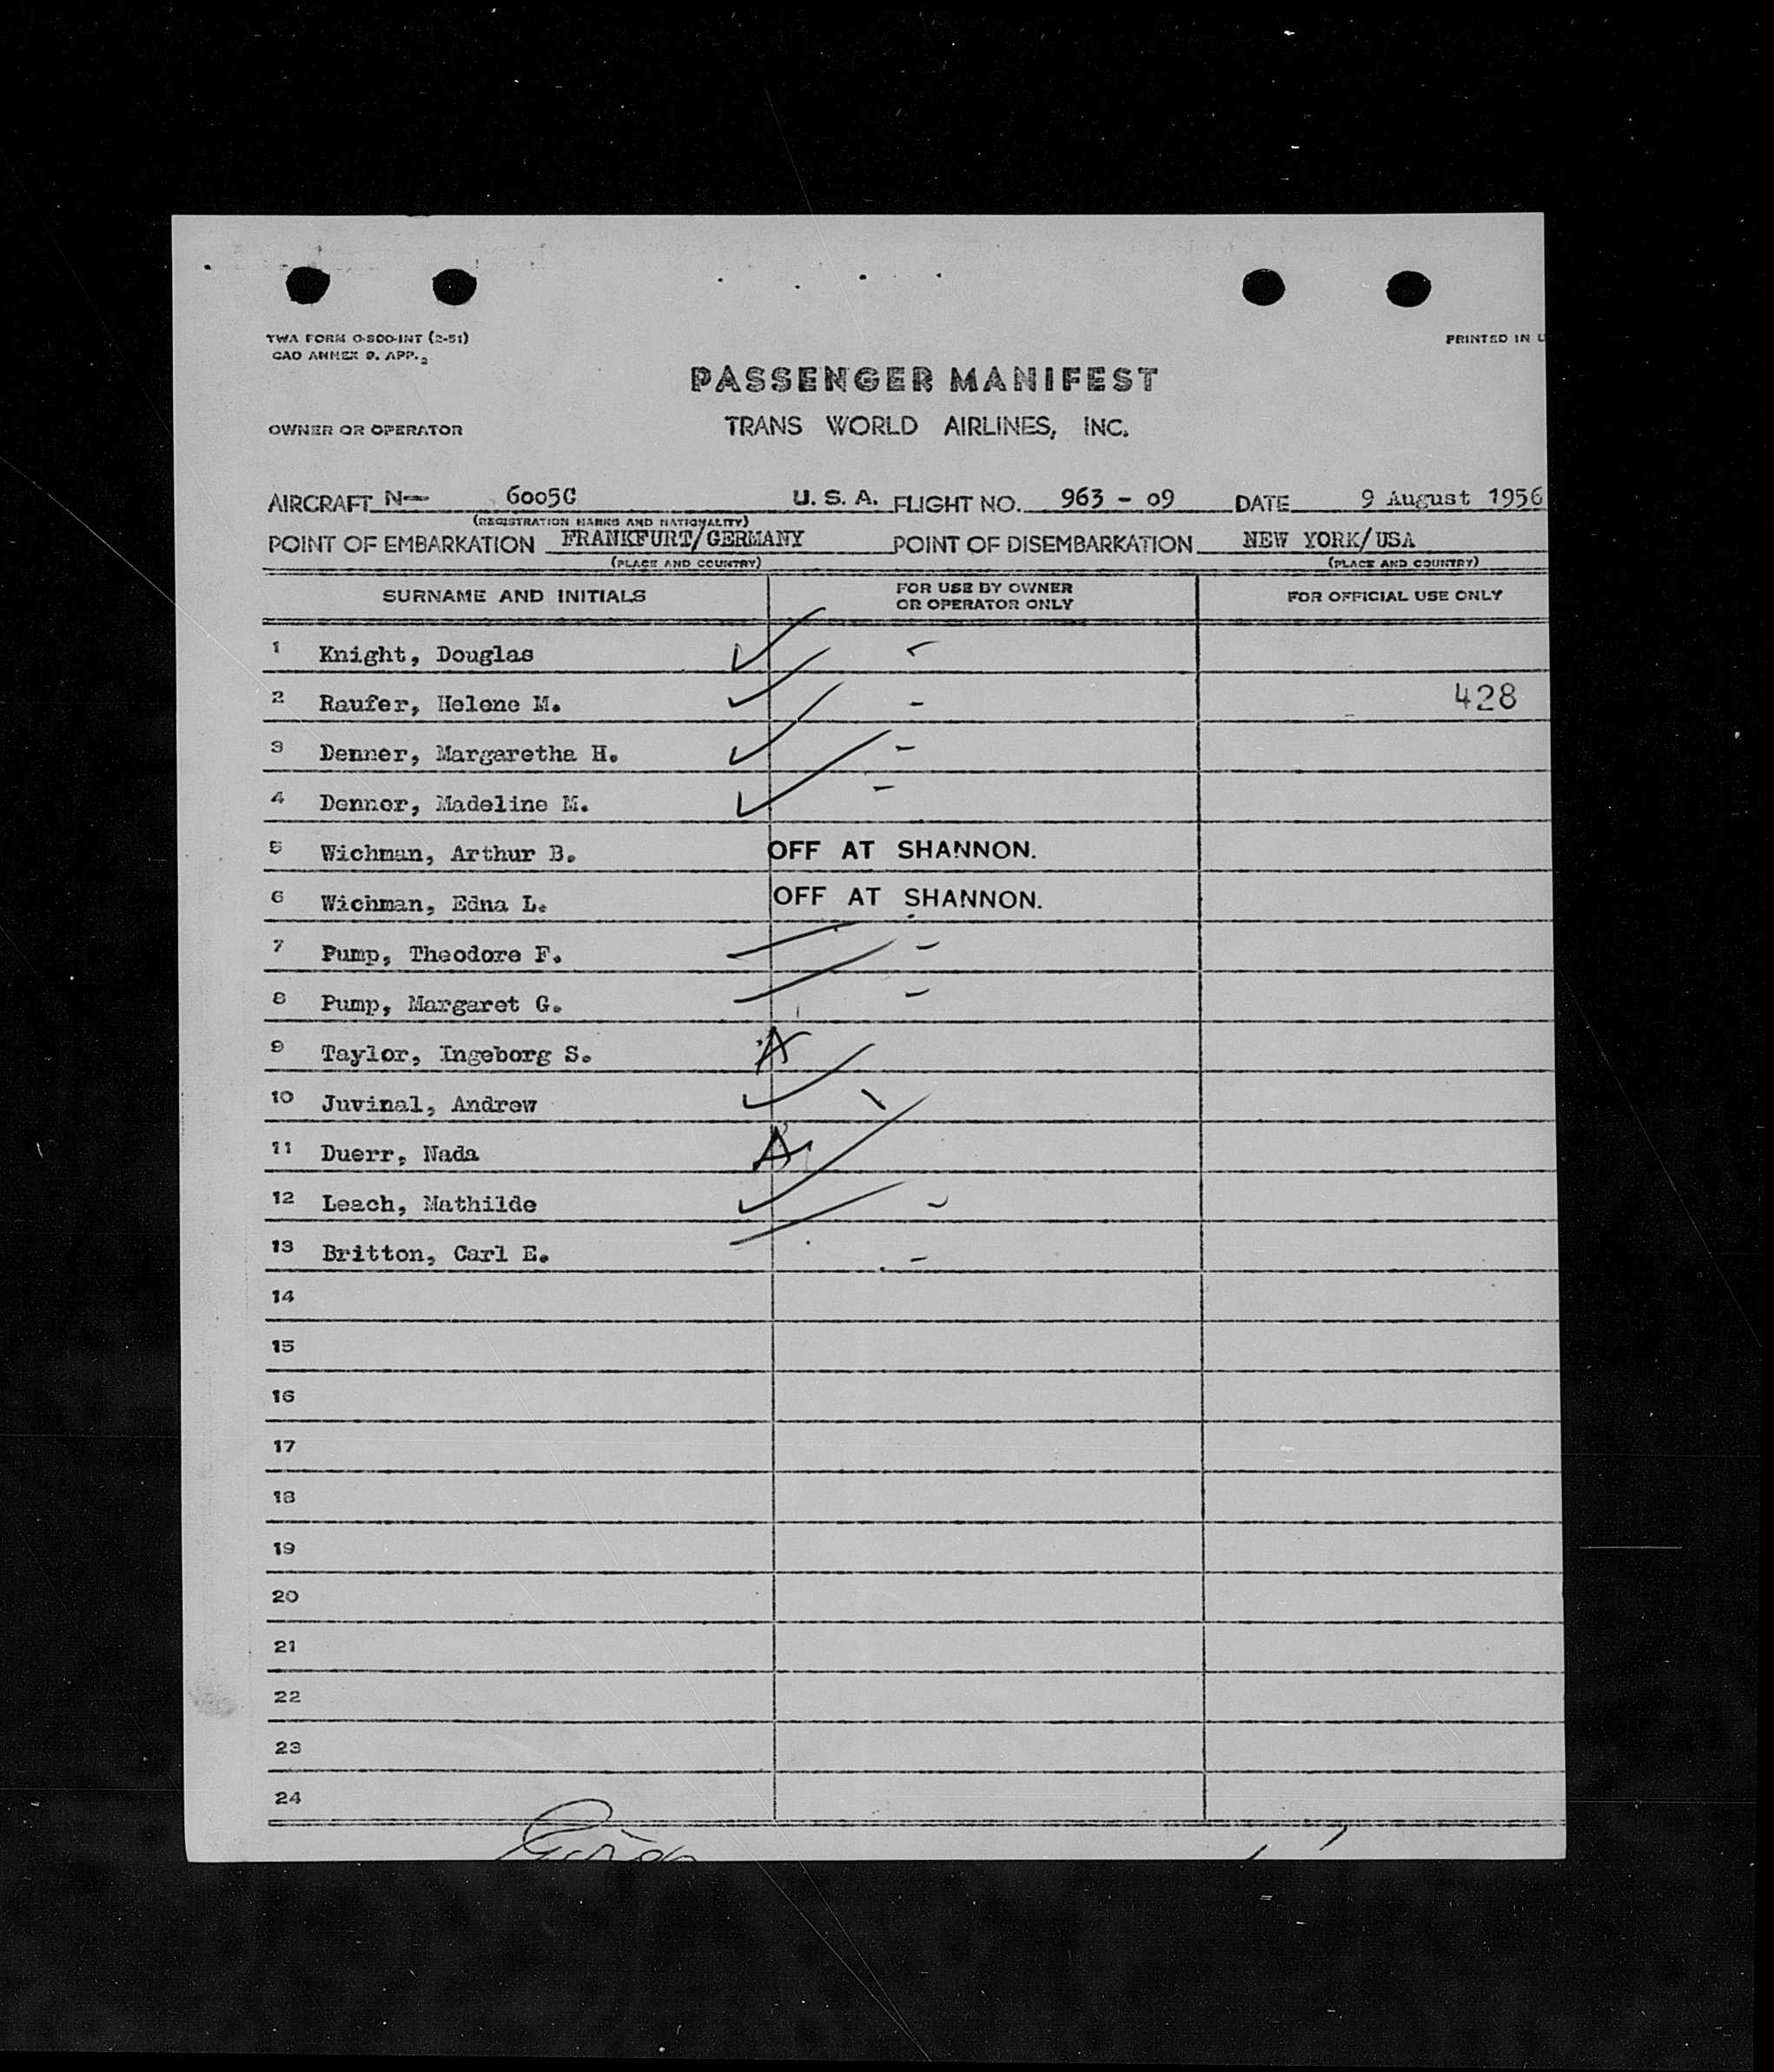 TWA FORM O-800-INT (2-51)
CAO ANNEX 9. APP. 2
PRINTED IN U
PASSENGER MANIFEST
OWNER OR OPERATOR TRANS WORLD AIRLINES, INC.
AIRCRAFT N— 6005C U. S. A. FLIGHT NO. 963 - 09 DATE 9 August 1956
(REGISTRATION MARKS AND NATIONALITY)
POINT OF EMBARKATION FRANKFURT/GERMANY POINT OF DISEMBARKATION NEW YORK/USA
(PLACE AND COUNTRY) (PLACE AND COUNTRY)
SURNAME AND INITIALS FOR USE BY OWNER OR OPERATOR ONLY FOR OFFICIAL USE ONLY
1 Knight, Douglas
2 Raufer, Helene M. 428
3 Denner, Margaretha H.
4 Denner, Madeline M.
5 Wichman, Arthur B. OFF AT SHANNON.
6 Wichman, Edna L. OFF AT SHANNON.
7 Pump, Theodore F.
8 Pump, Margaret G.
9 Taylor, Ingeborg S. A
10 Juvinal, Andrew
11 Duerr, Nada A
12 Leach, Mathilde
13 Britton, Carl E.
14
15
16
17
18
19
20
21
22
23
24